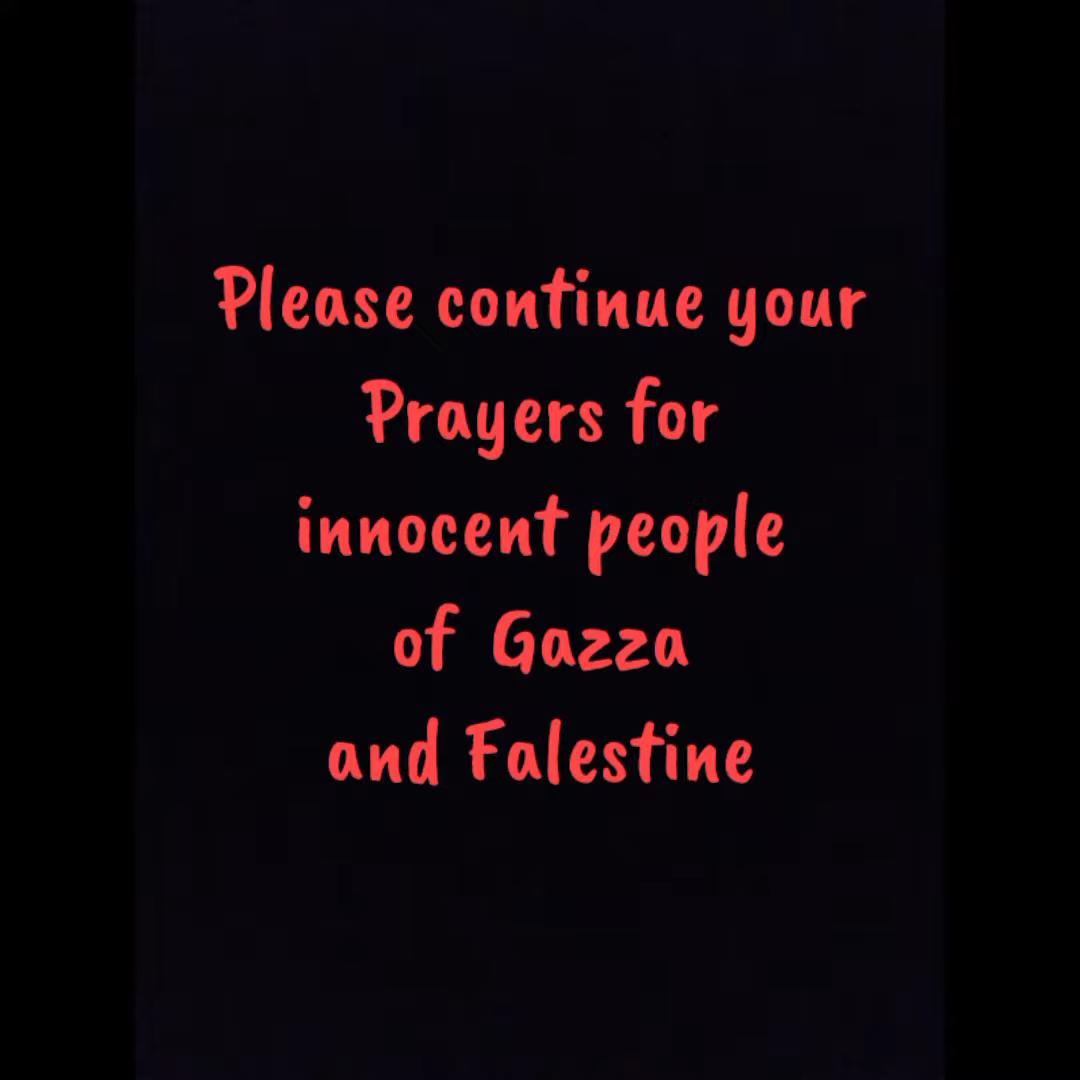 Please continue your
Prayers for
innocent people
of Gazza
and Falestine